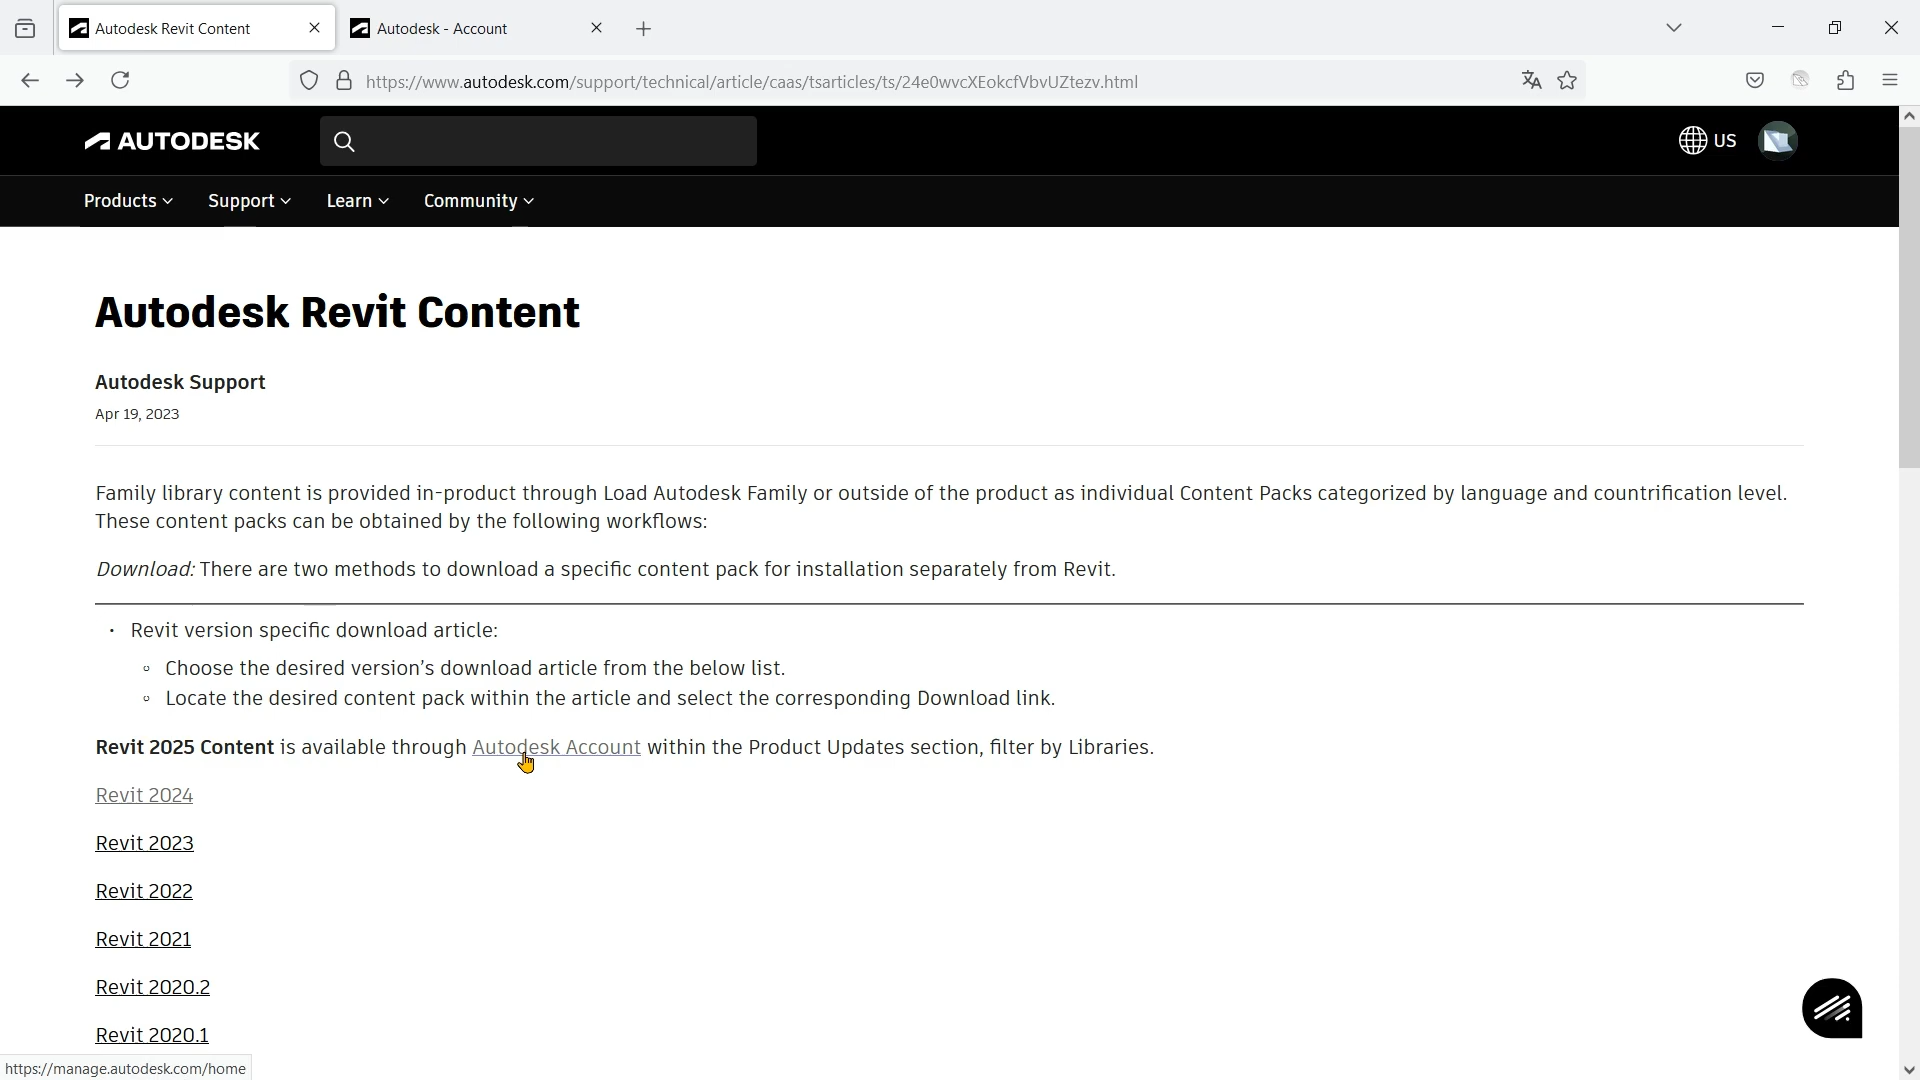 Autodesk Revit Content
Autodesk - Account
https://www.autodesk.com/support/technical/article/caas/tsarticles/ts/24e0wvcXEokcfVbvUZtezv.html
AUTODESK
US
Products
Support
Learn
Community
Autodesk Revit Content
Autodesk Support
Apr 19, 2023
Family library content is provided in-product through Load Autodesk Family or outside of the product as individual Content Packs categorized by language and countrification level.
These content packs can be obtained by the following workflows:
Download: There are two methods to download a specific content pack for installation separately from Revit.
• Revit version specific download article:
◦ Choose the desired version's download article from the below list.
◦ Locate the desired content pack within the article and select the corresponding Download link.
Revit 2025 Content is available through Autodesk Account within the Product Updates section, filter by Libraries.
Revit 2024
Revit 2023
Revit 2022
Revit 2021
Revit 2020.2
Revit 2020.1
https://manage.autodesk.com/home